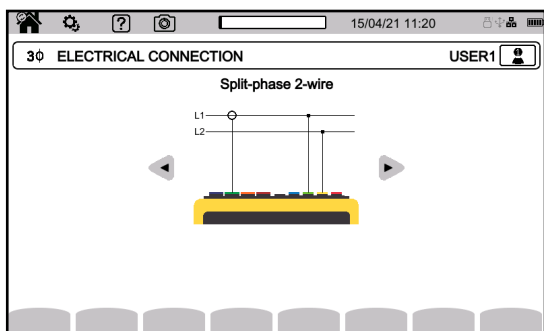 ?
15/04/21 11:20
3ϕ ELECTRICAL CONNECTION
USER1
Split-phase 2-wire
L1
L2